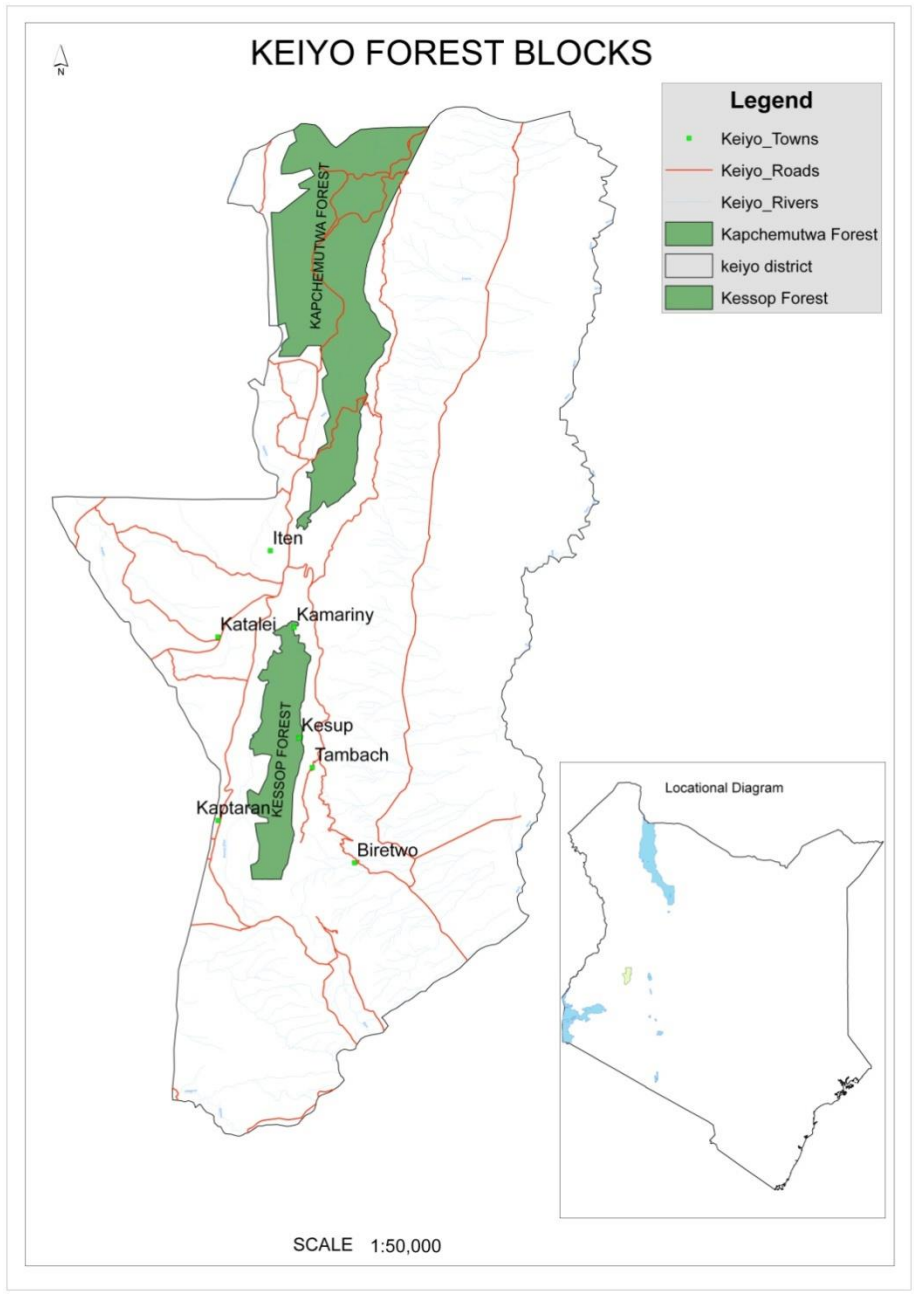 KEIYO FOREST BLOCKS
N
Legend
Keiyo_Towns
Keiyo_Roads
Keiyo_Rivers
Kapchemutwa Forest
keiyo district
Kessop Forest
KAPCHEMUTWA FOREST
Iten
Katalei
Kamariny
KESSOP FOREST
Kesup
Tambach
Kaptaran
Biretwo
Locational Diagram
SCALE 1:50,000